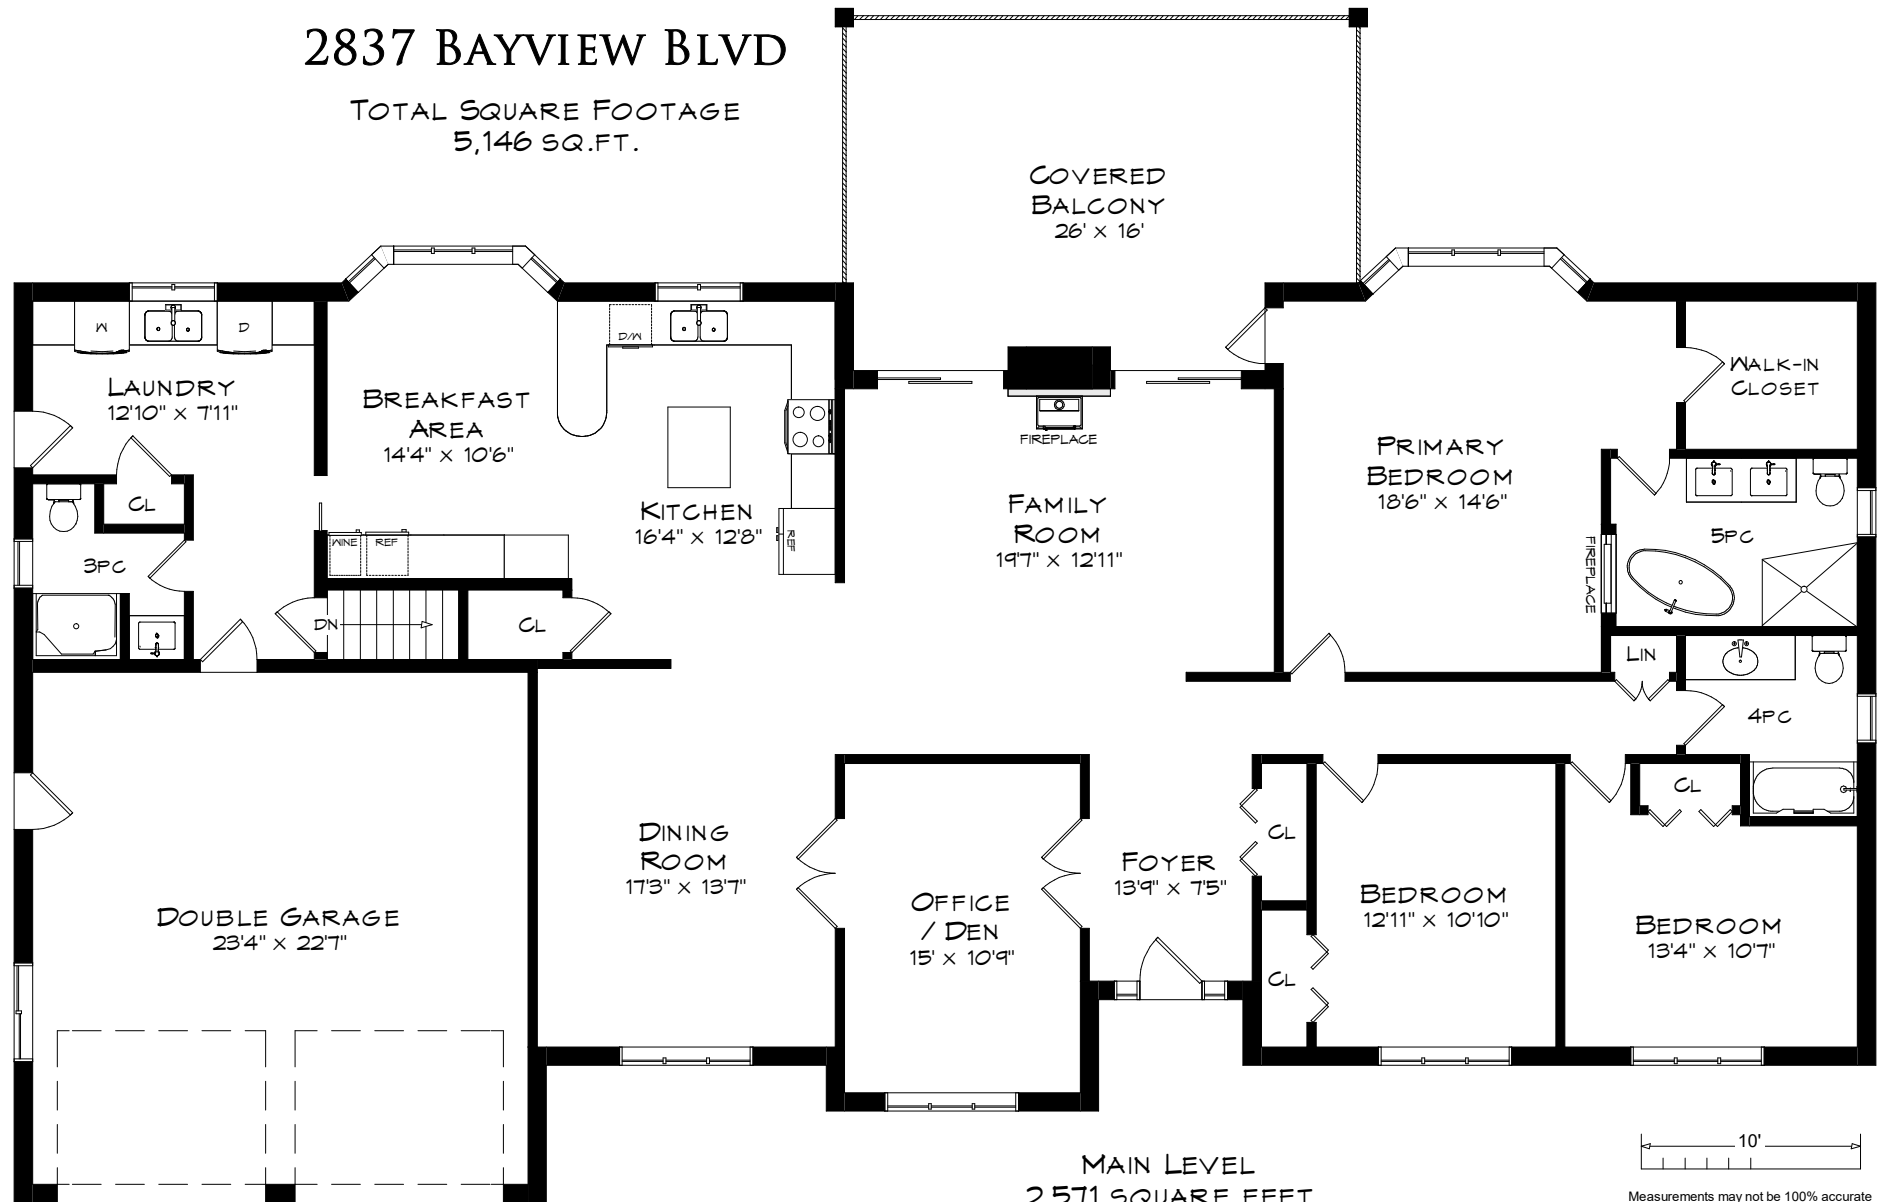 2837 BAYVIEW BLVD
TOTAL SQUARE FOOTAGE
5,146 SQ.FT.
COVERED
BALCONY
26' x 16'
W
D
D/W
LAUNDRY
12'10" x 7'11"
BREAKFAST
AREA
14'4" x 10'6"
FIREPLACE
WALK-IN
CLOSET
PRIMARY
BEDROOM
18'6" x 14'6"
CL
KITCHEN
16'4" x 12'8"
FAMILY
ROOM
19'7" x 12'11"
WINE
REF
REF
3PC
5PC
FIREPLACE
DN
CL
LIN
4PC
CL
DINING
ROOM
17'3" x 13'7"
CL
FOYER
13'9" x 7'5"
BEDROOM
12'11" x 10'10"
OFFICE
/ DEN
15' x 10'9"
DOUBLE GARAGE
23'4" x 22'7"
BEDROOM
13'4" x 10'7"
CL
10'
MAIN LEVEL
2,571 SQUARE FEET
Measurements may not be 100% accurate